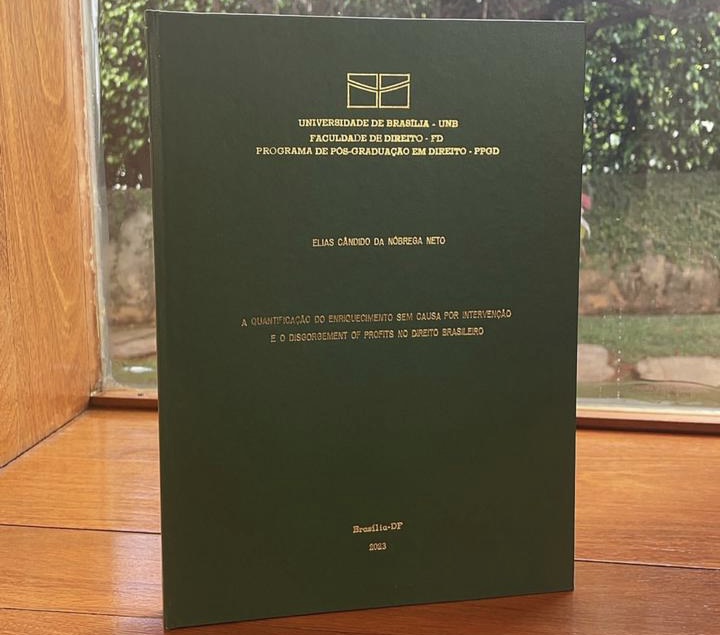 UNIVERSIDADE DE BRASÍLIA - UNB
FACULDADE DE DIREITO - FD
PROGRAMA DE PÓS-GRADUAÇÃO EM DIREITO - PPGD
ELIAS CÂNDIDO DA NÓBREGA NETO
A QUANTIFICAÇÃO DO ENRIQUECIMENTO SEM CAUSA POR INTERVENÇÃO
E O DISGORGEMENT OF PROFITS NO DIREITO BRASILEIRO
Brasília-DF
2023